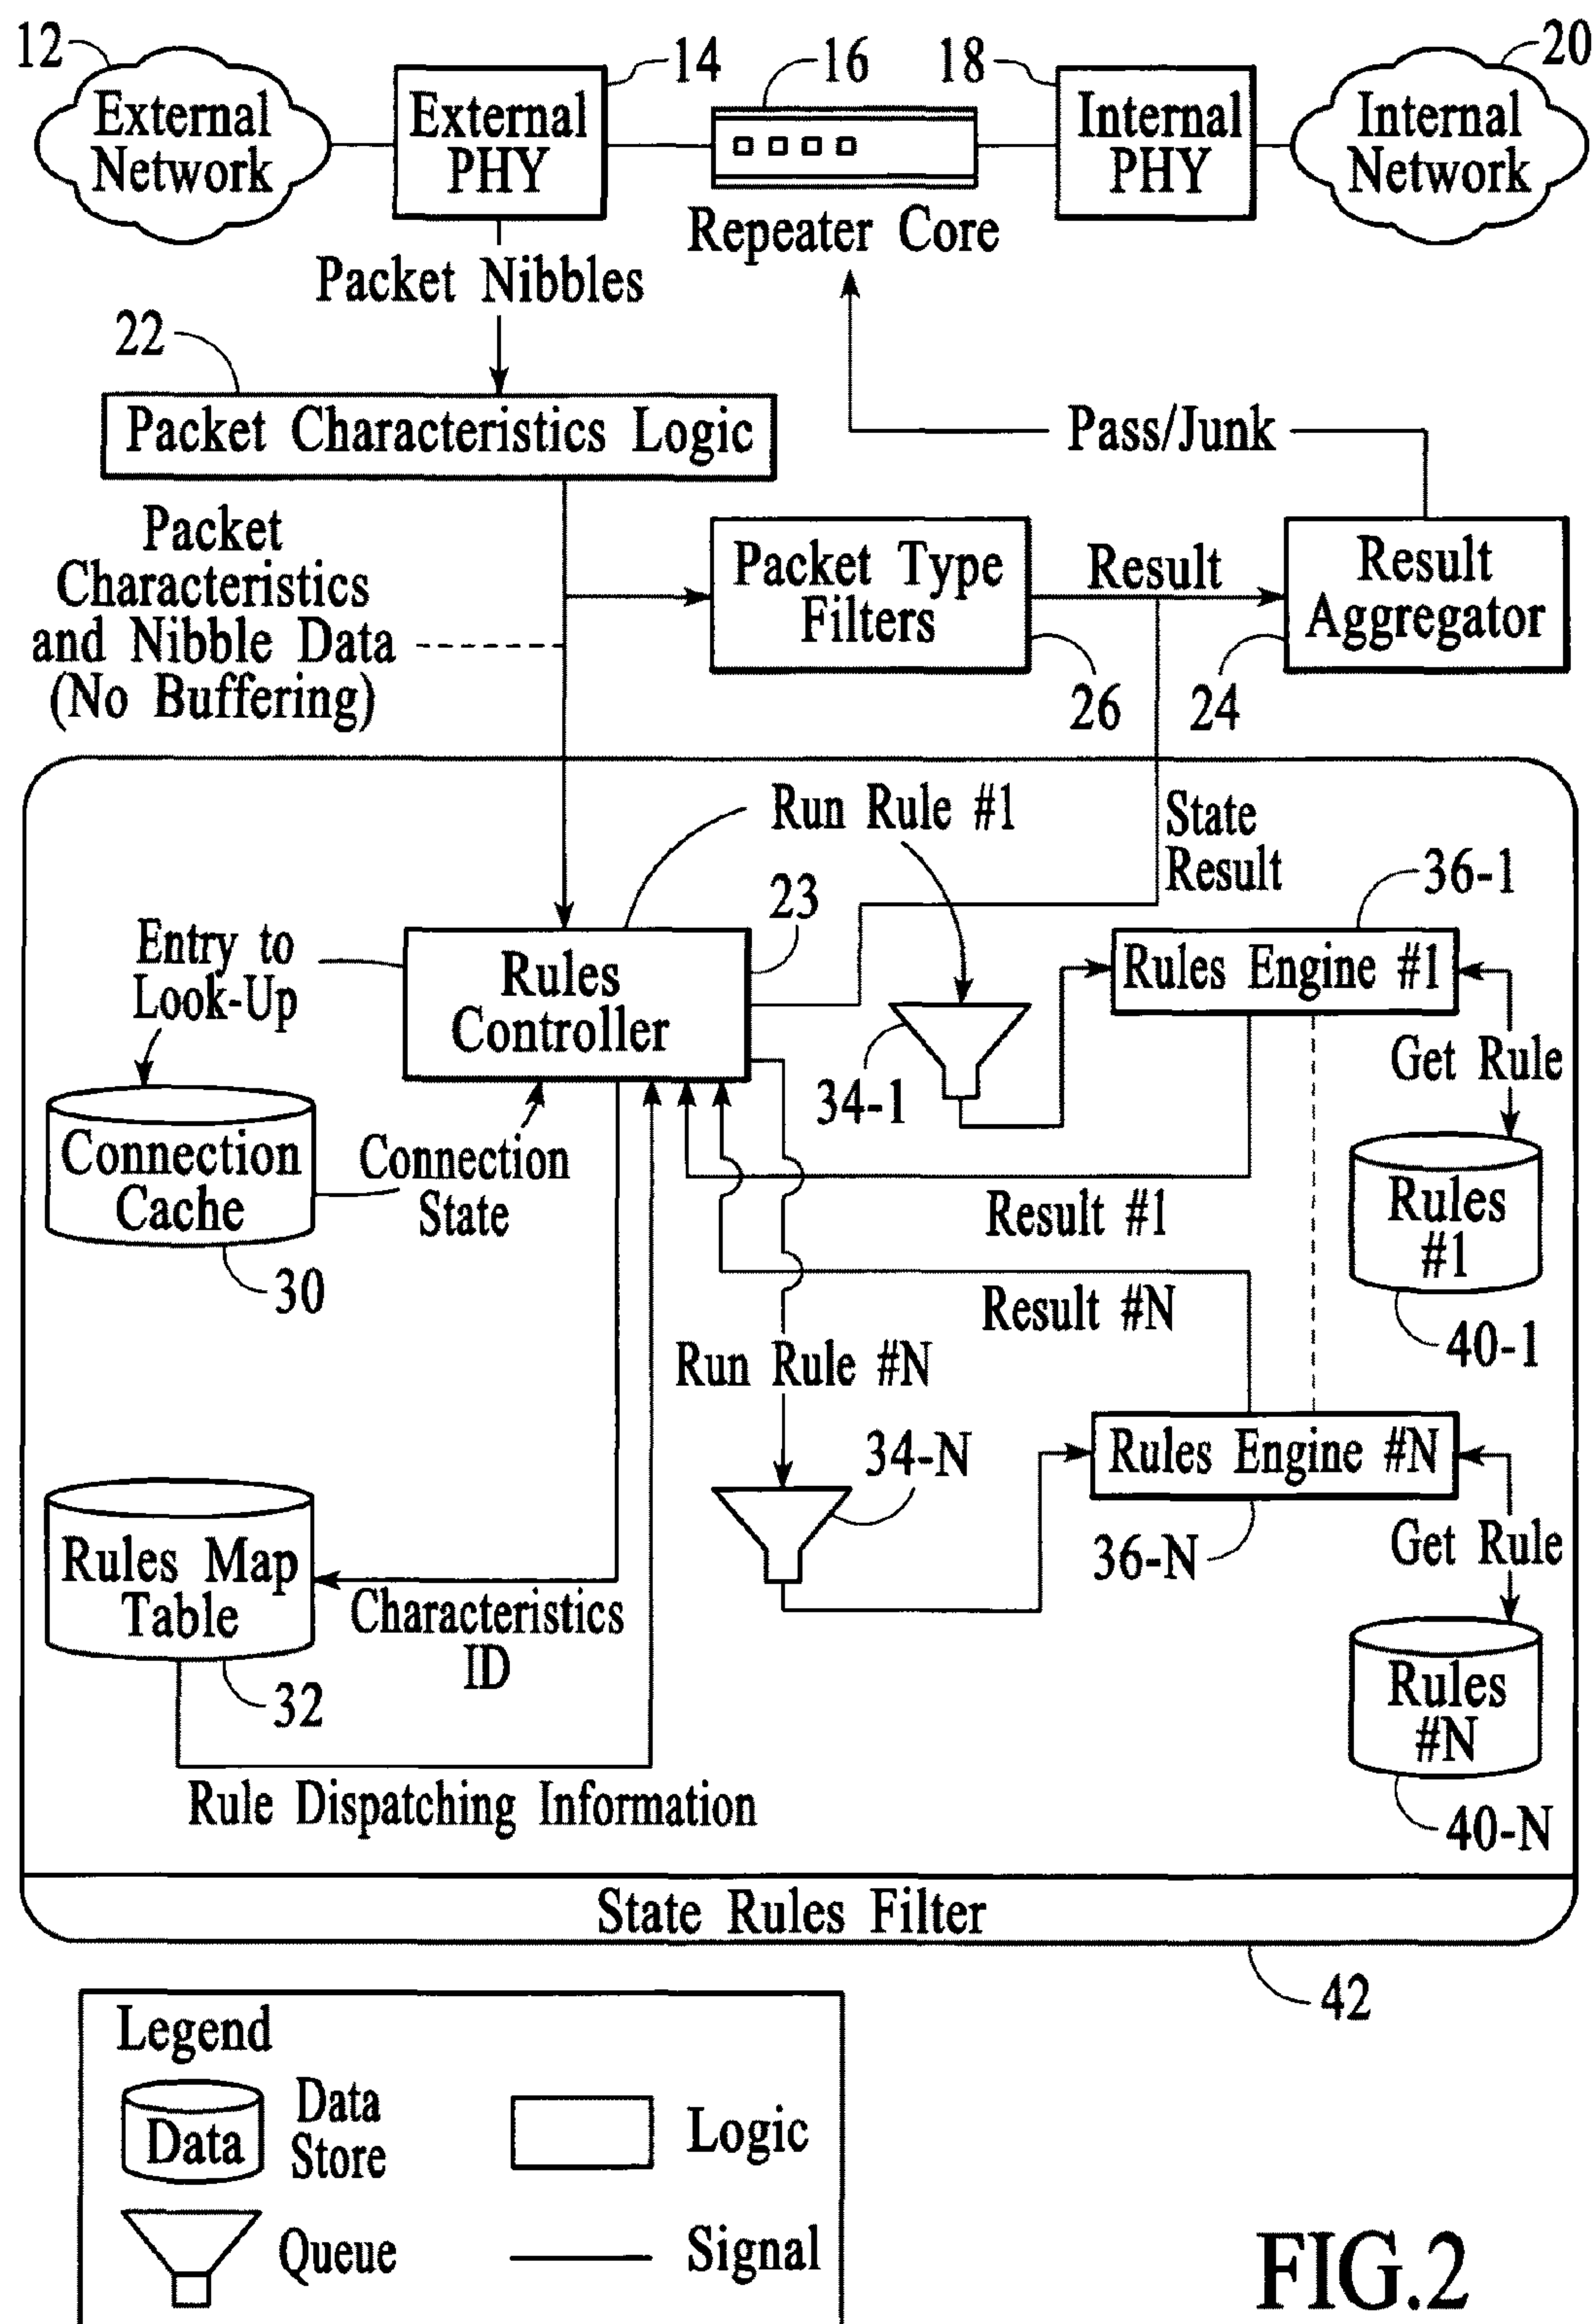 12
14
16
18
20
External
Network
External
PHY
Internal
PHY
Internal
Network
Repeater Core
Packet Nibbles
22
Packet Characteristics Logic
Pass/Junk
Packet
Characteristics
and Nibble Data
(No Buffering)
Packet Type
Filters
Result
Result
Aggregator
26
24
Run Rule #1
State
Result
23
36-1
Entry to
Look-Up
Rules
Controller
Rules Engine #1
34-1
Get Rule
Connection
Cache
Connection
State
30
Result #1
Rules
#1
40-1
Result #N
Run Rule #N
34-N
Rules Engine #N
36-N
Get Rule
Rules Map
Table
Characteristics
ID
32
Rules
#N
40-N
Rule Dispatching Information
State Rules Filter
42
Legend
Data
Data
Store
Logic
Queue
Signal
FIG.2